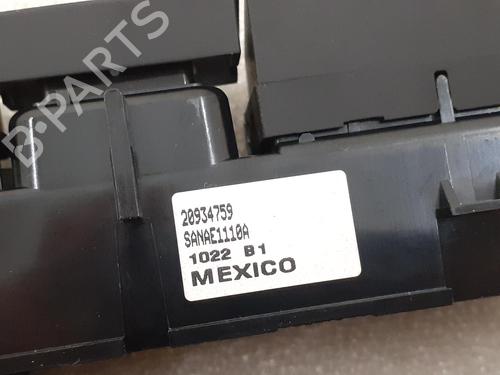 B-PARTS
20934759
SANAE1110A
1022 B1
MEXICO